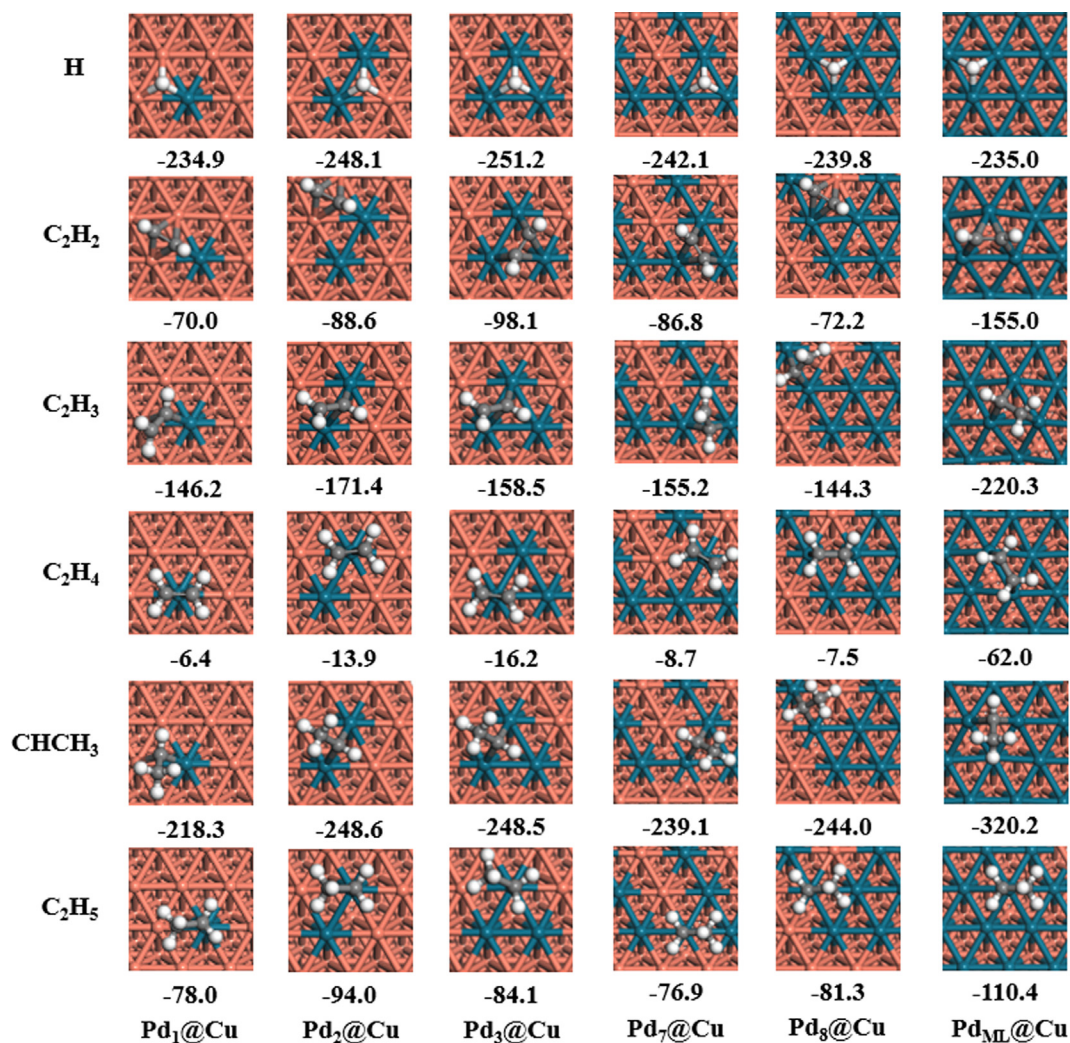 H
-234.9 -248.1 -251.2 -242.1 -239.8 -235.0
C₂H₂
-70.0 -88.6 -98.1 -86.8 -72.2 -155.0
C₂H₃
-146.2 -171.4 -158.5 -155.2 -144.3 -220.3
C₂H₄
-6.4 -13.9 -16.2 -8.7 -7.5 -62.0
CHCH₃
-218.3 -248.6 -248.5 -239.1 -244.0 -320.2
C₂H₅
-78.0 -94.0 -84.1 -76.9 -81.3 -110.4
Pd₁@Cu Pd₂@Cu Pd₃@Cu Pd₇@Cu Pd₈@Cu Pd_ML@Cu